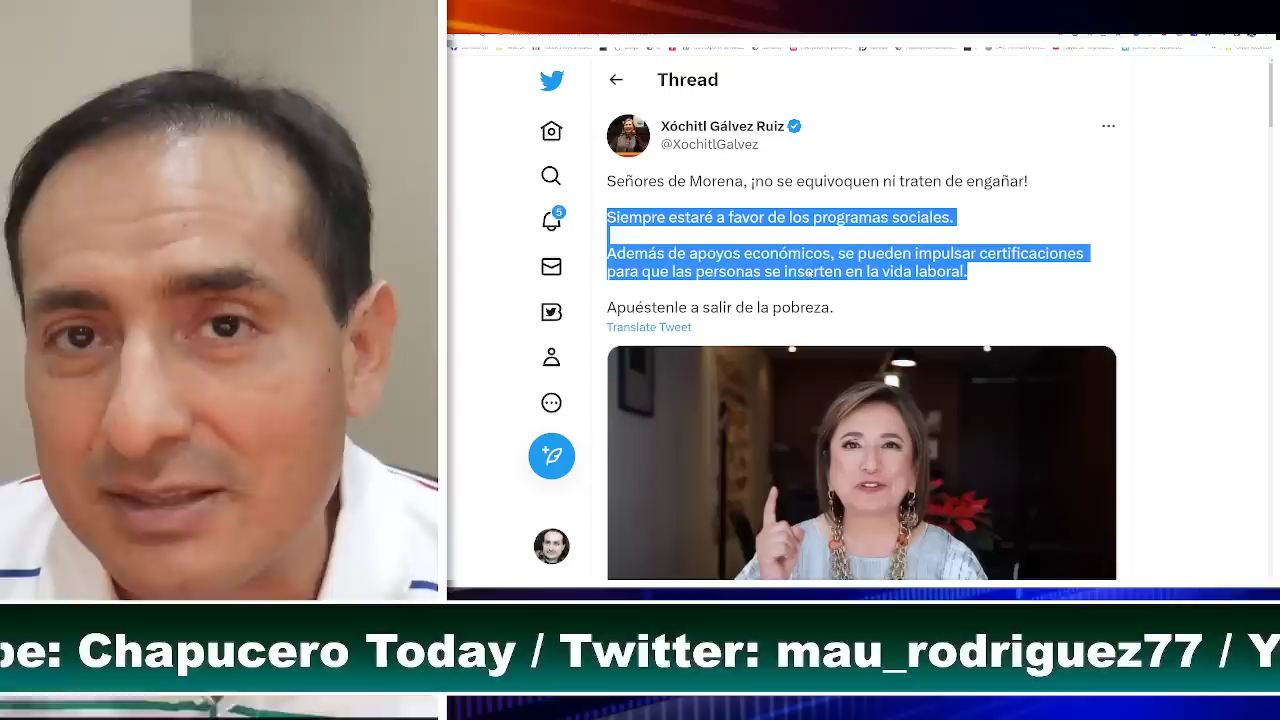 Thread
Xóchitl Gálvez Ruiz
@XochitlGalvez
Señores de Morena, ¡no se equivoquen ni traten de engañar!
Siempre estaré a favor de los programas sociales.
Además de apoyos económicos, se pueden impulsar certificaciones
para que las personas se inserten en la vida laboral.
Apuéstenle a salir de la pobreza.
Translate Tweet
5
be: Chapucero Today / Twitter: mau_rodriguez77 / Y